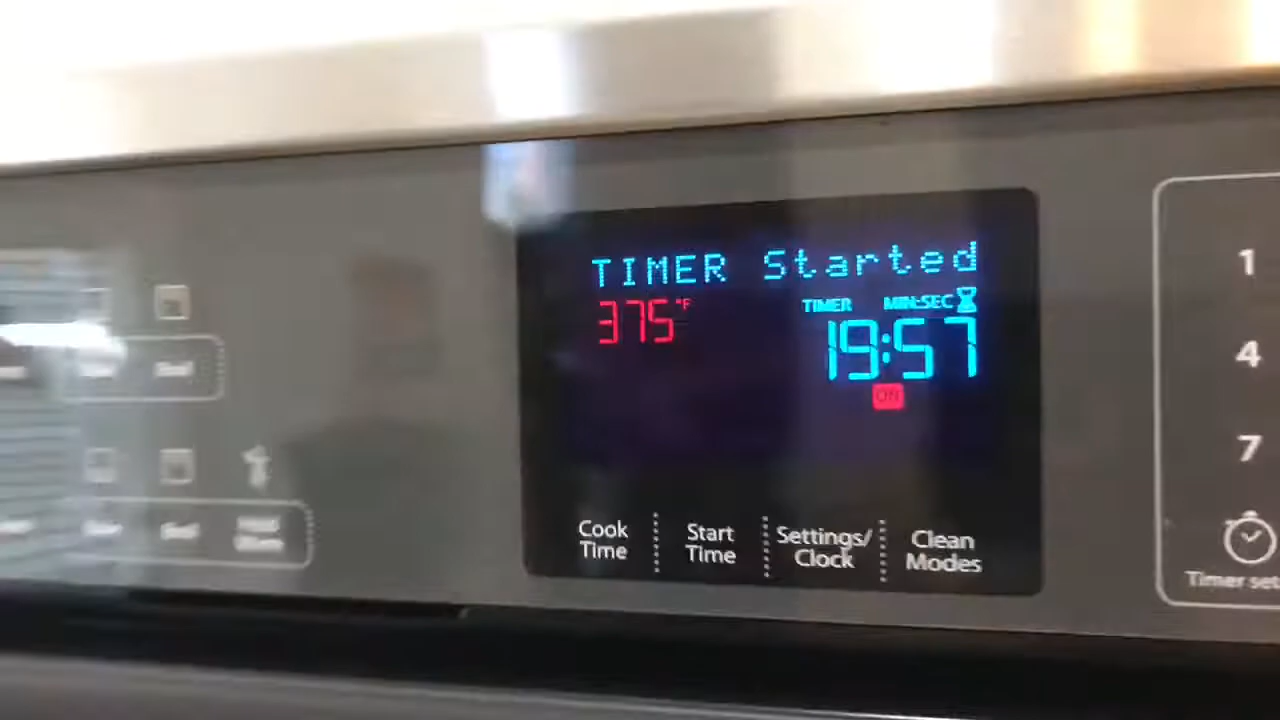 TIMER Started
375°F
TIMER MIN:SEC
19:57
ON
Cook
Time
Start
Time
Settings/
Clock
Clean
Modes
1
4
7
Timer set